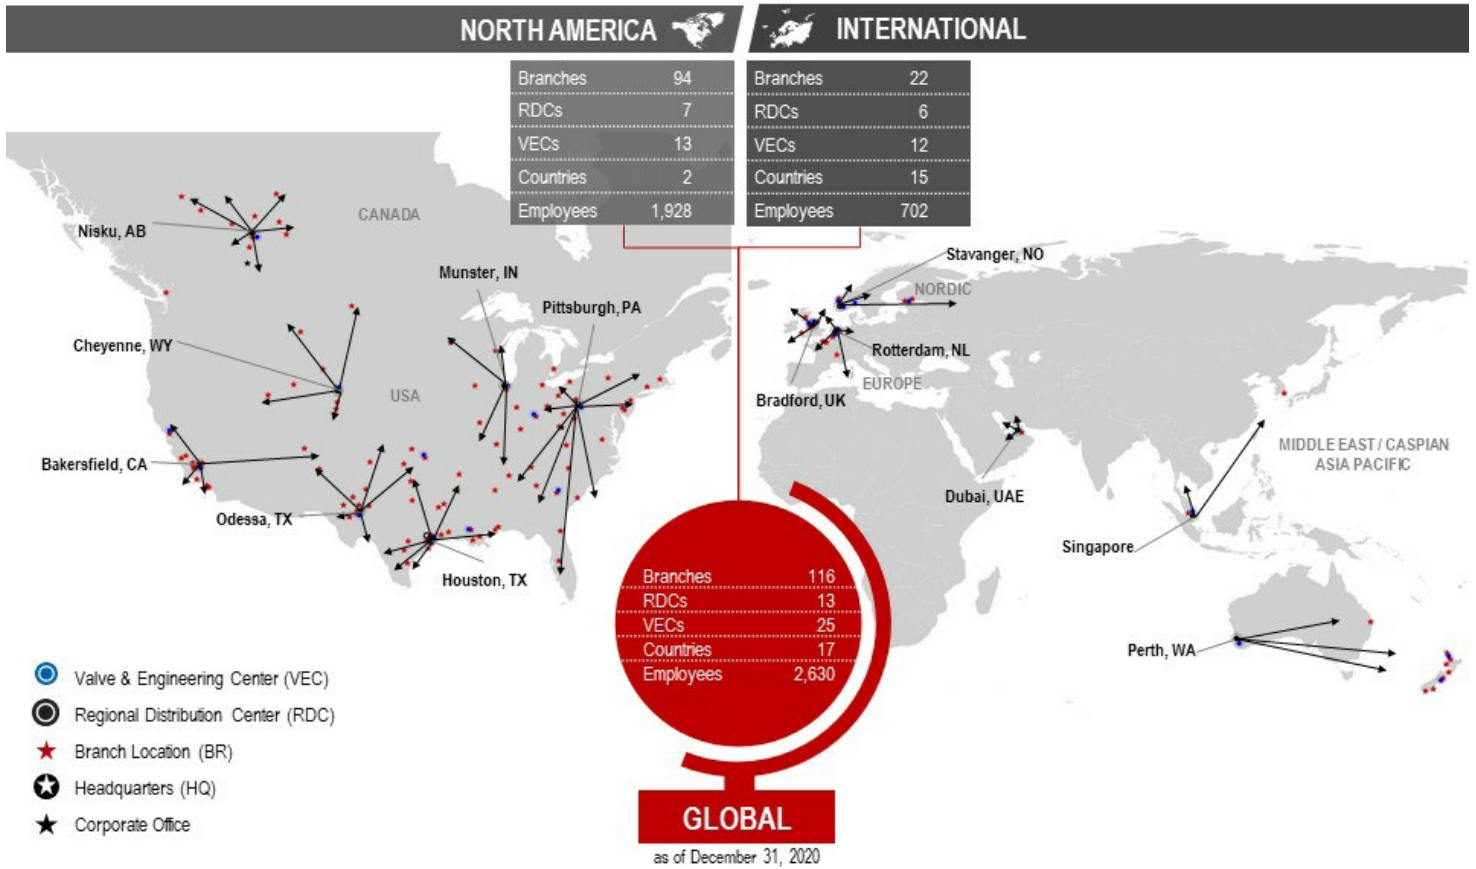 NORTH AMERICA
INTERNATIONAL
Branches 94
RDCs 7
VECs 13
Countries 2
Employees 1,928
Branches 22
RDCs 6
VECs 12
Countries 15
Employees 702
CANADA
Nisku, AB
Munster, IN
Pittsburgh, PA
Cheyenne, WY
USA
Bakersfield, CA
Odessa, TX
Houston, TX
Stavanger, NO
NORDIC
Rotterdam, NL
EUROPE
Bradford, UK
MIDDLE EAST / CASPIAN
ASIA PACIFIC
Dubai, UAE
Singapore
Perth, WA
Branches 116
RDCs 13
VECs 25
Countries 17
Employees 2,630
GLOBAL
as of December 31, 2020
Valve & Engineering Center (VEC)
Regional Distribution Center (RDC)
Branch Location (BR)
Headquarters (HQ)
Corporate Office